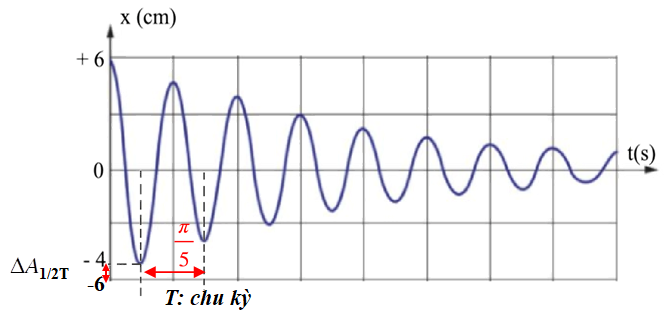 x (cm)
+ 6
0
t(s)
π
5
ΔA1/2T
- 4
-6
T: chu kỳ